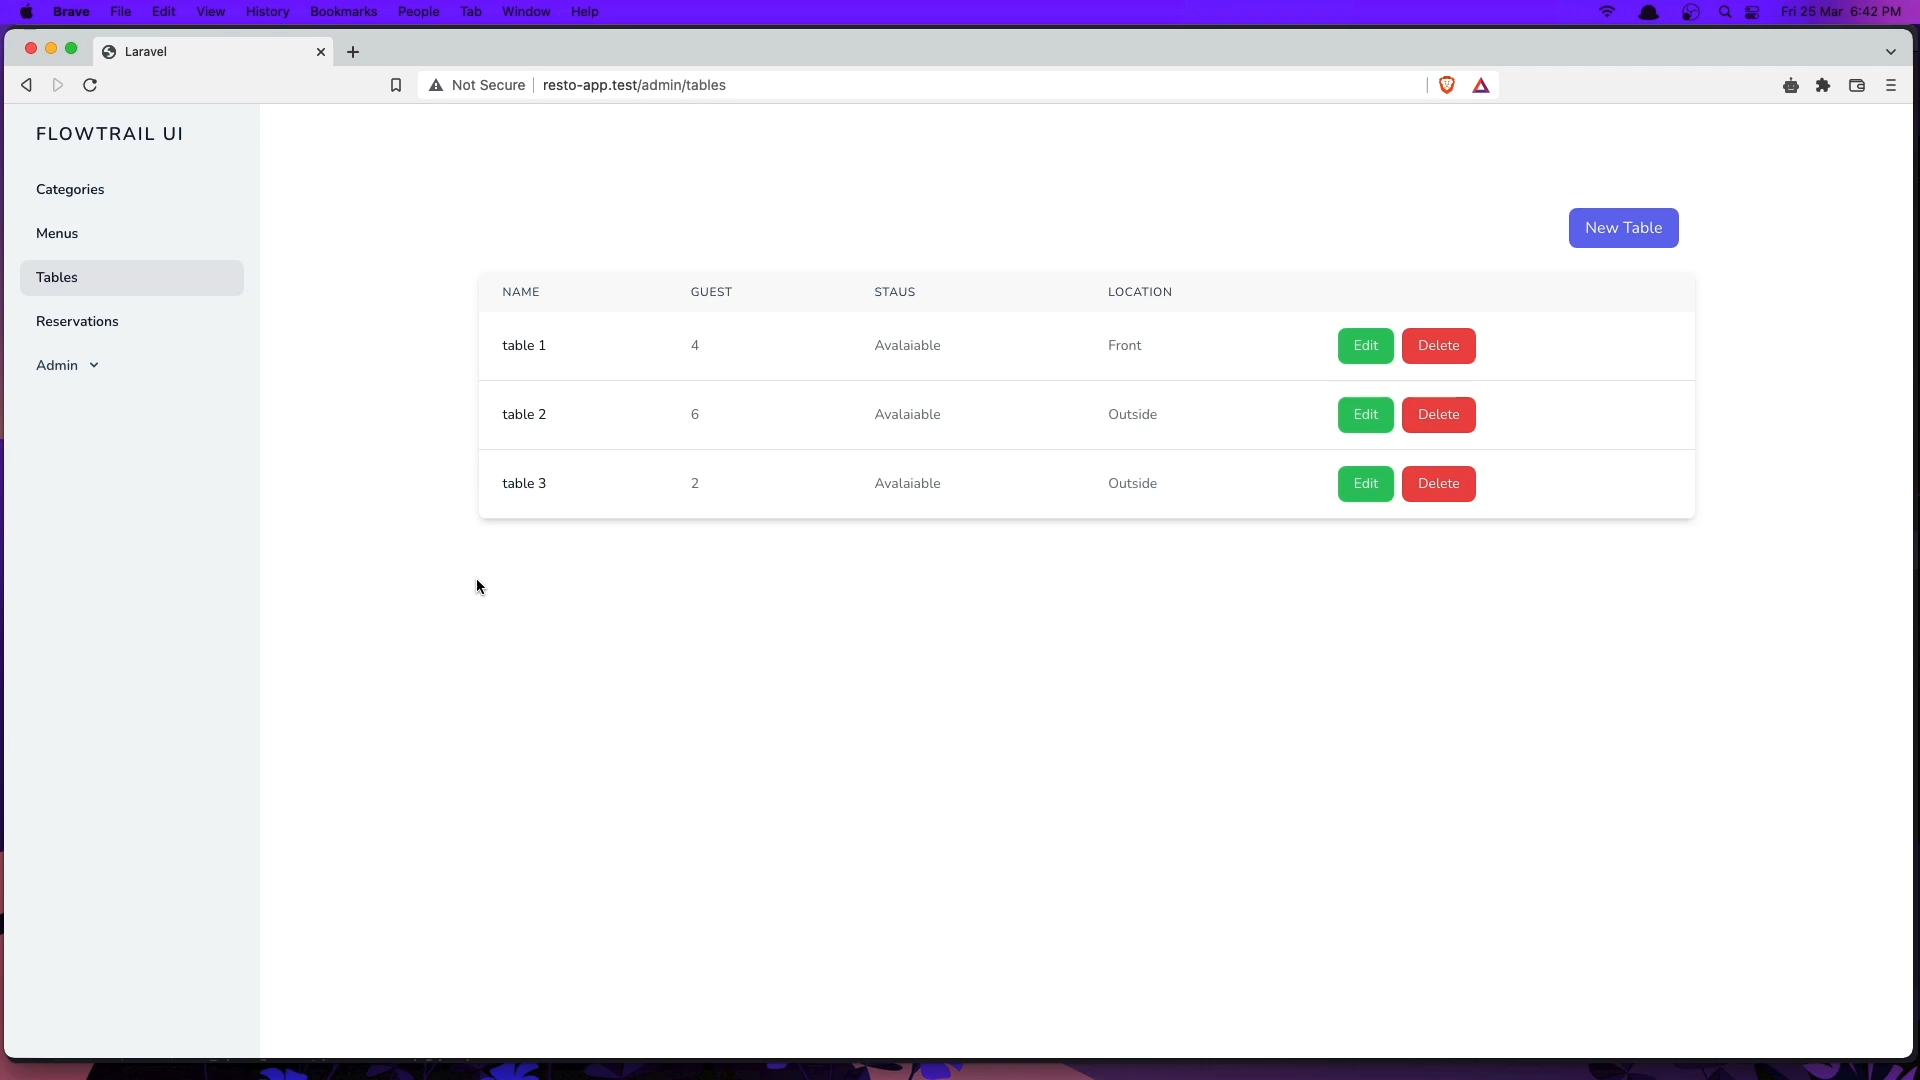 Brave File Edit View History Bookmarks People Tab Window Help Fri 25 Mar 6:42 PM
Laravel
Not Secure resto-app.test/admin/tables
FLOWTRAIL UI
Categories
Menus
Tables
Reservations
Admin
New Table
NAME GUEST STAUS LOCATION
table 1 4 Avalaiable Front Edit Delete
table 2 6 Avalaiable Outside Edit Delete
table 3 2 Avalaiable Outside Edit Delete